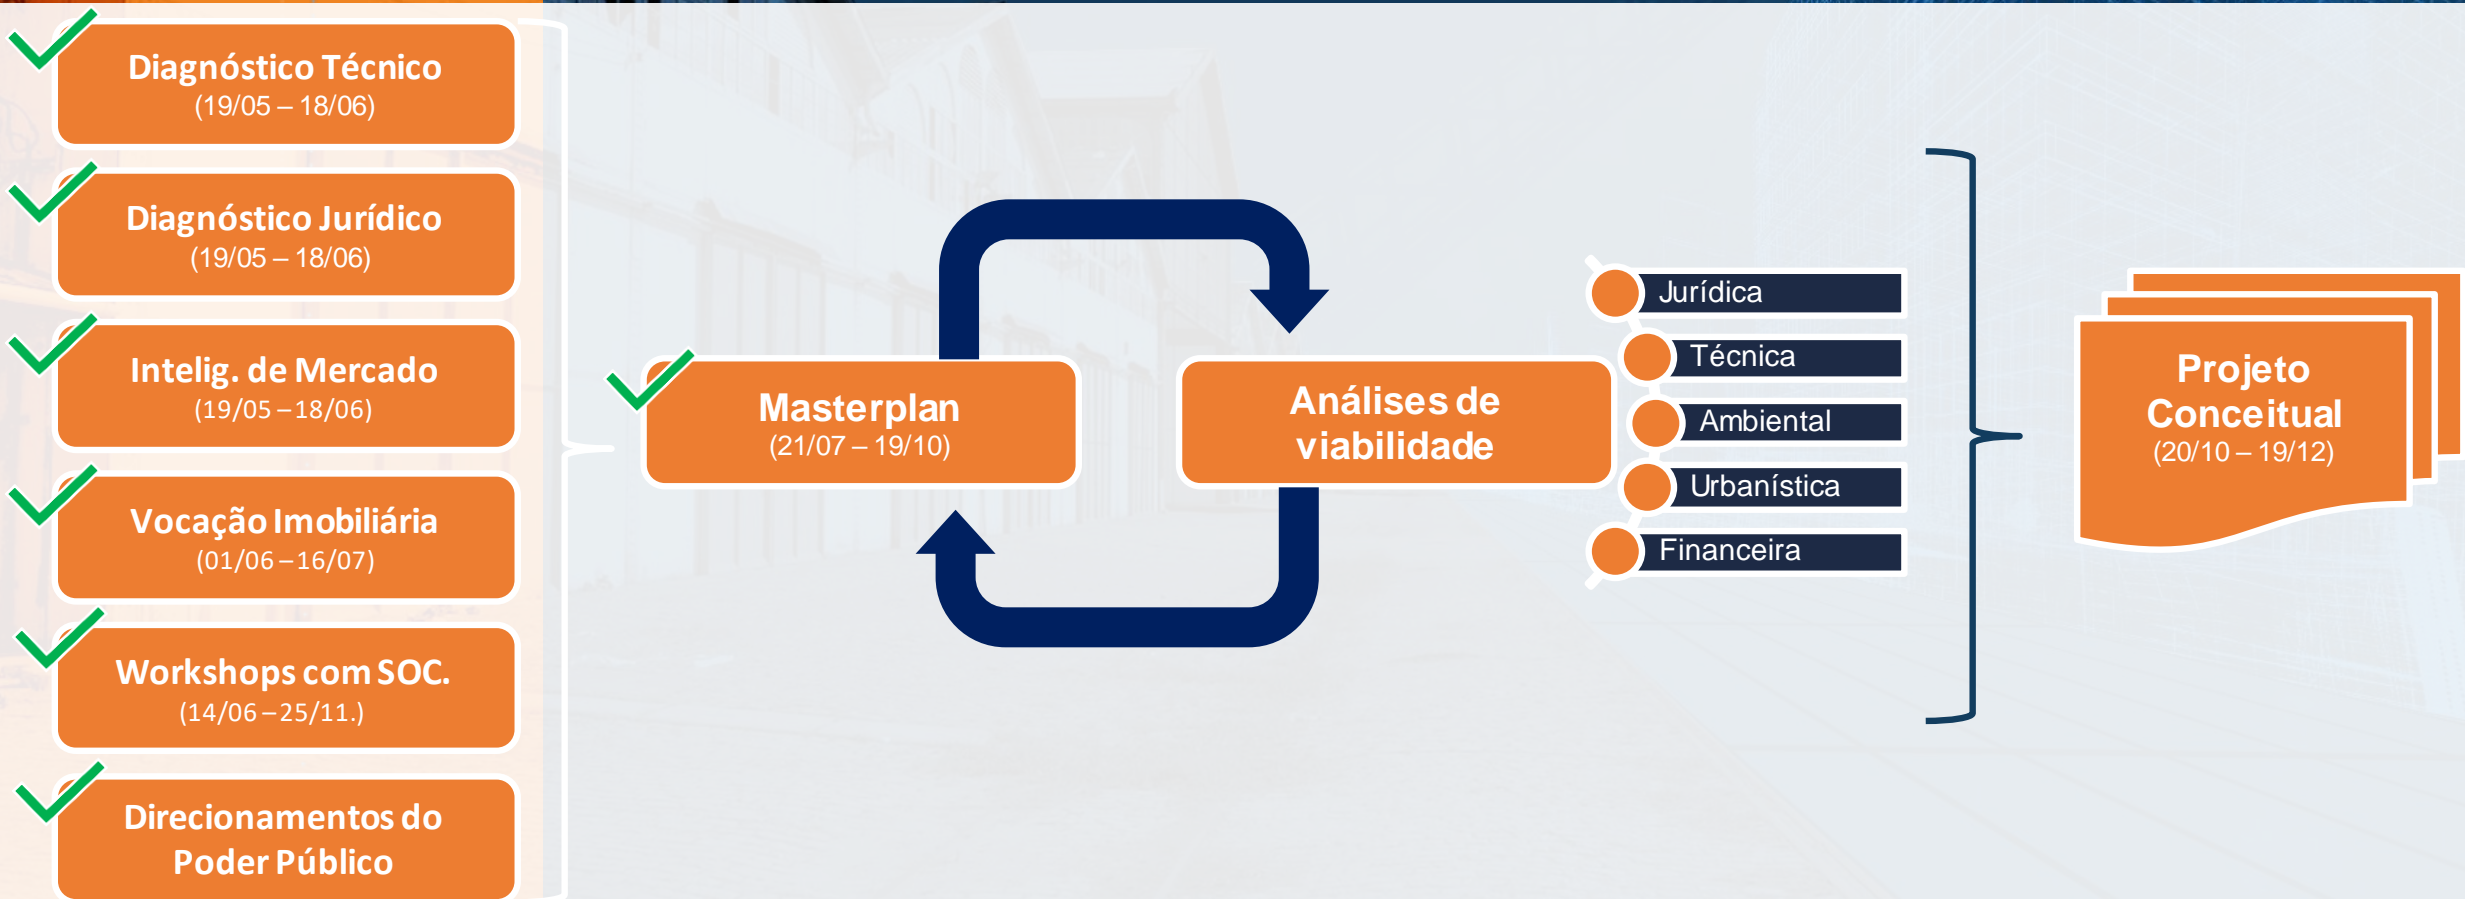 Diagnóstico Técnico
(19/05 – 18/06)
Diagnóstico Jurídico
(19/05 – 18/06)
Intelig. de Mercado
(19/05 – 18/06)
Vocação Imobiliária
(01/06 – 16/07)
Workshops com SOC.
(14/06 – 25/11.)
Direcionamentos do
Poder Público
Masterplan
(21/07 – 19/10)
Análises de
viabilidade
Jurídica
Técnica
Ambiental
Urbanística
Financeira
Projeto
Conceitual
(20/10 – 19/12)